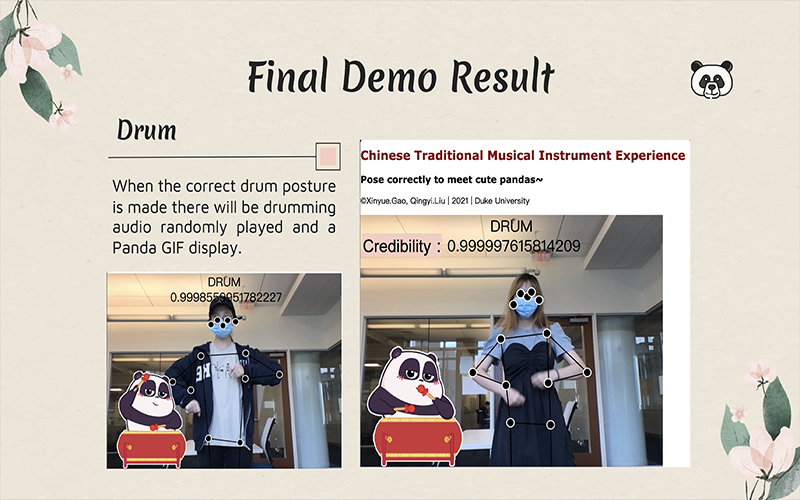 Final Demo Result
Drum
When the correct drum posture
is made there will be drumming
audio randomly played and a
Panda GIF display.
DRUM
0.9998559951782227
Chinese Traditional Musical Instrument Experience
Pose correctly to meet cute pandas~
©Xinyue.Gao, Qingyi.Liu | 2021 | Duke University
DRUM
Credibility : 0.999997615814209